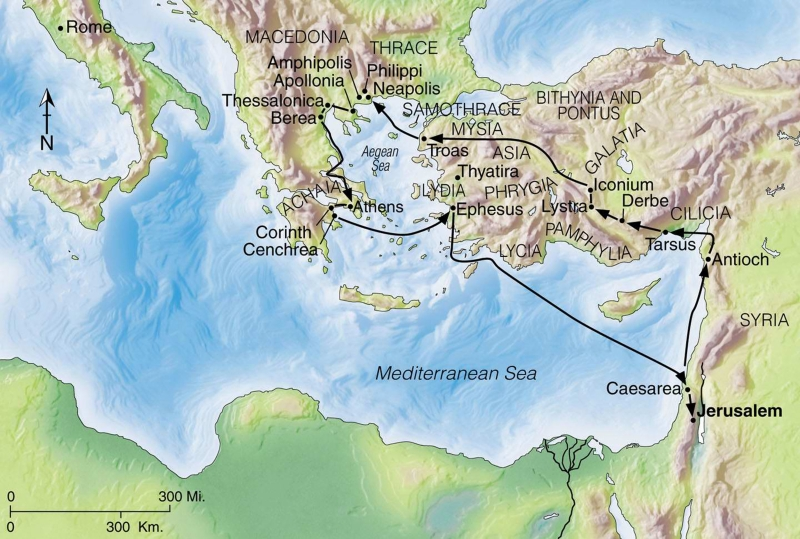 Rome
MACEDONIA
THRACE
Amphipolis
Philippi
Apollonia
Neapolis
Thessalonica
Berea
SAMOTHRACE
BITHYNIA AND
PONTUS
MYSIA
N
Aegean
Sea
Troas
ASIA
GALATIA
Thyatira
LYDIA
PHRYGIA
Iconium
ACHAIA
Athens
Ephesus
Lystra
Derbe
CILICIA
Corinth
Cenchrea
PAMPHYLIA
Tarsus
LYCIA
Antioch
SYRIA
Mediterranean Sea
Caesarea
Jerusalem
0 300 Mi.
0 300 Km.